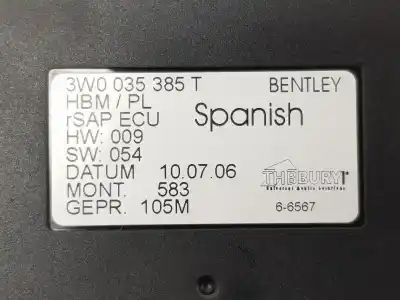 3W0 035 385 T BENTLEY
HBM / PL
rSAP ECU Spanish
HW: 009
SW: 054
DATUM 10.07.06
MONT. 583
GEPR. 105M 6-6567